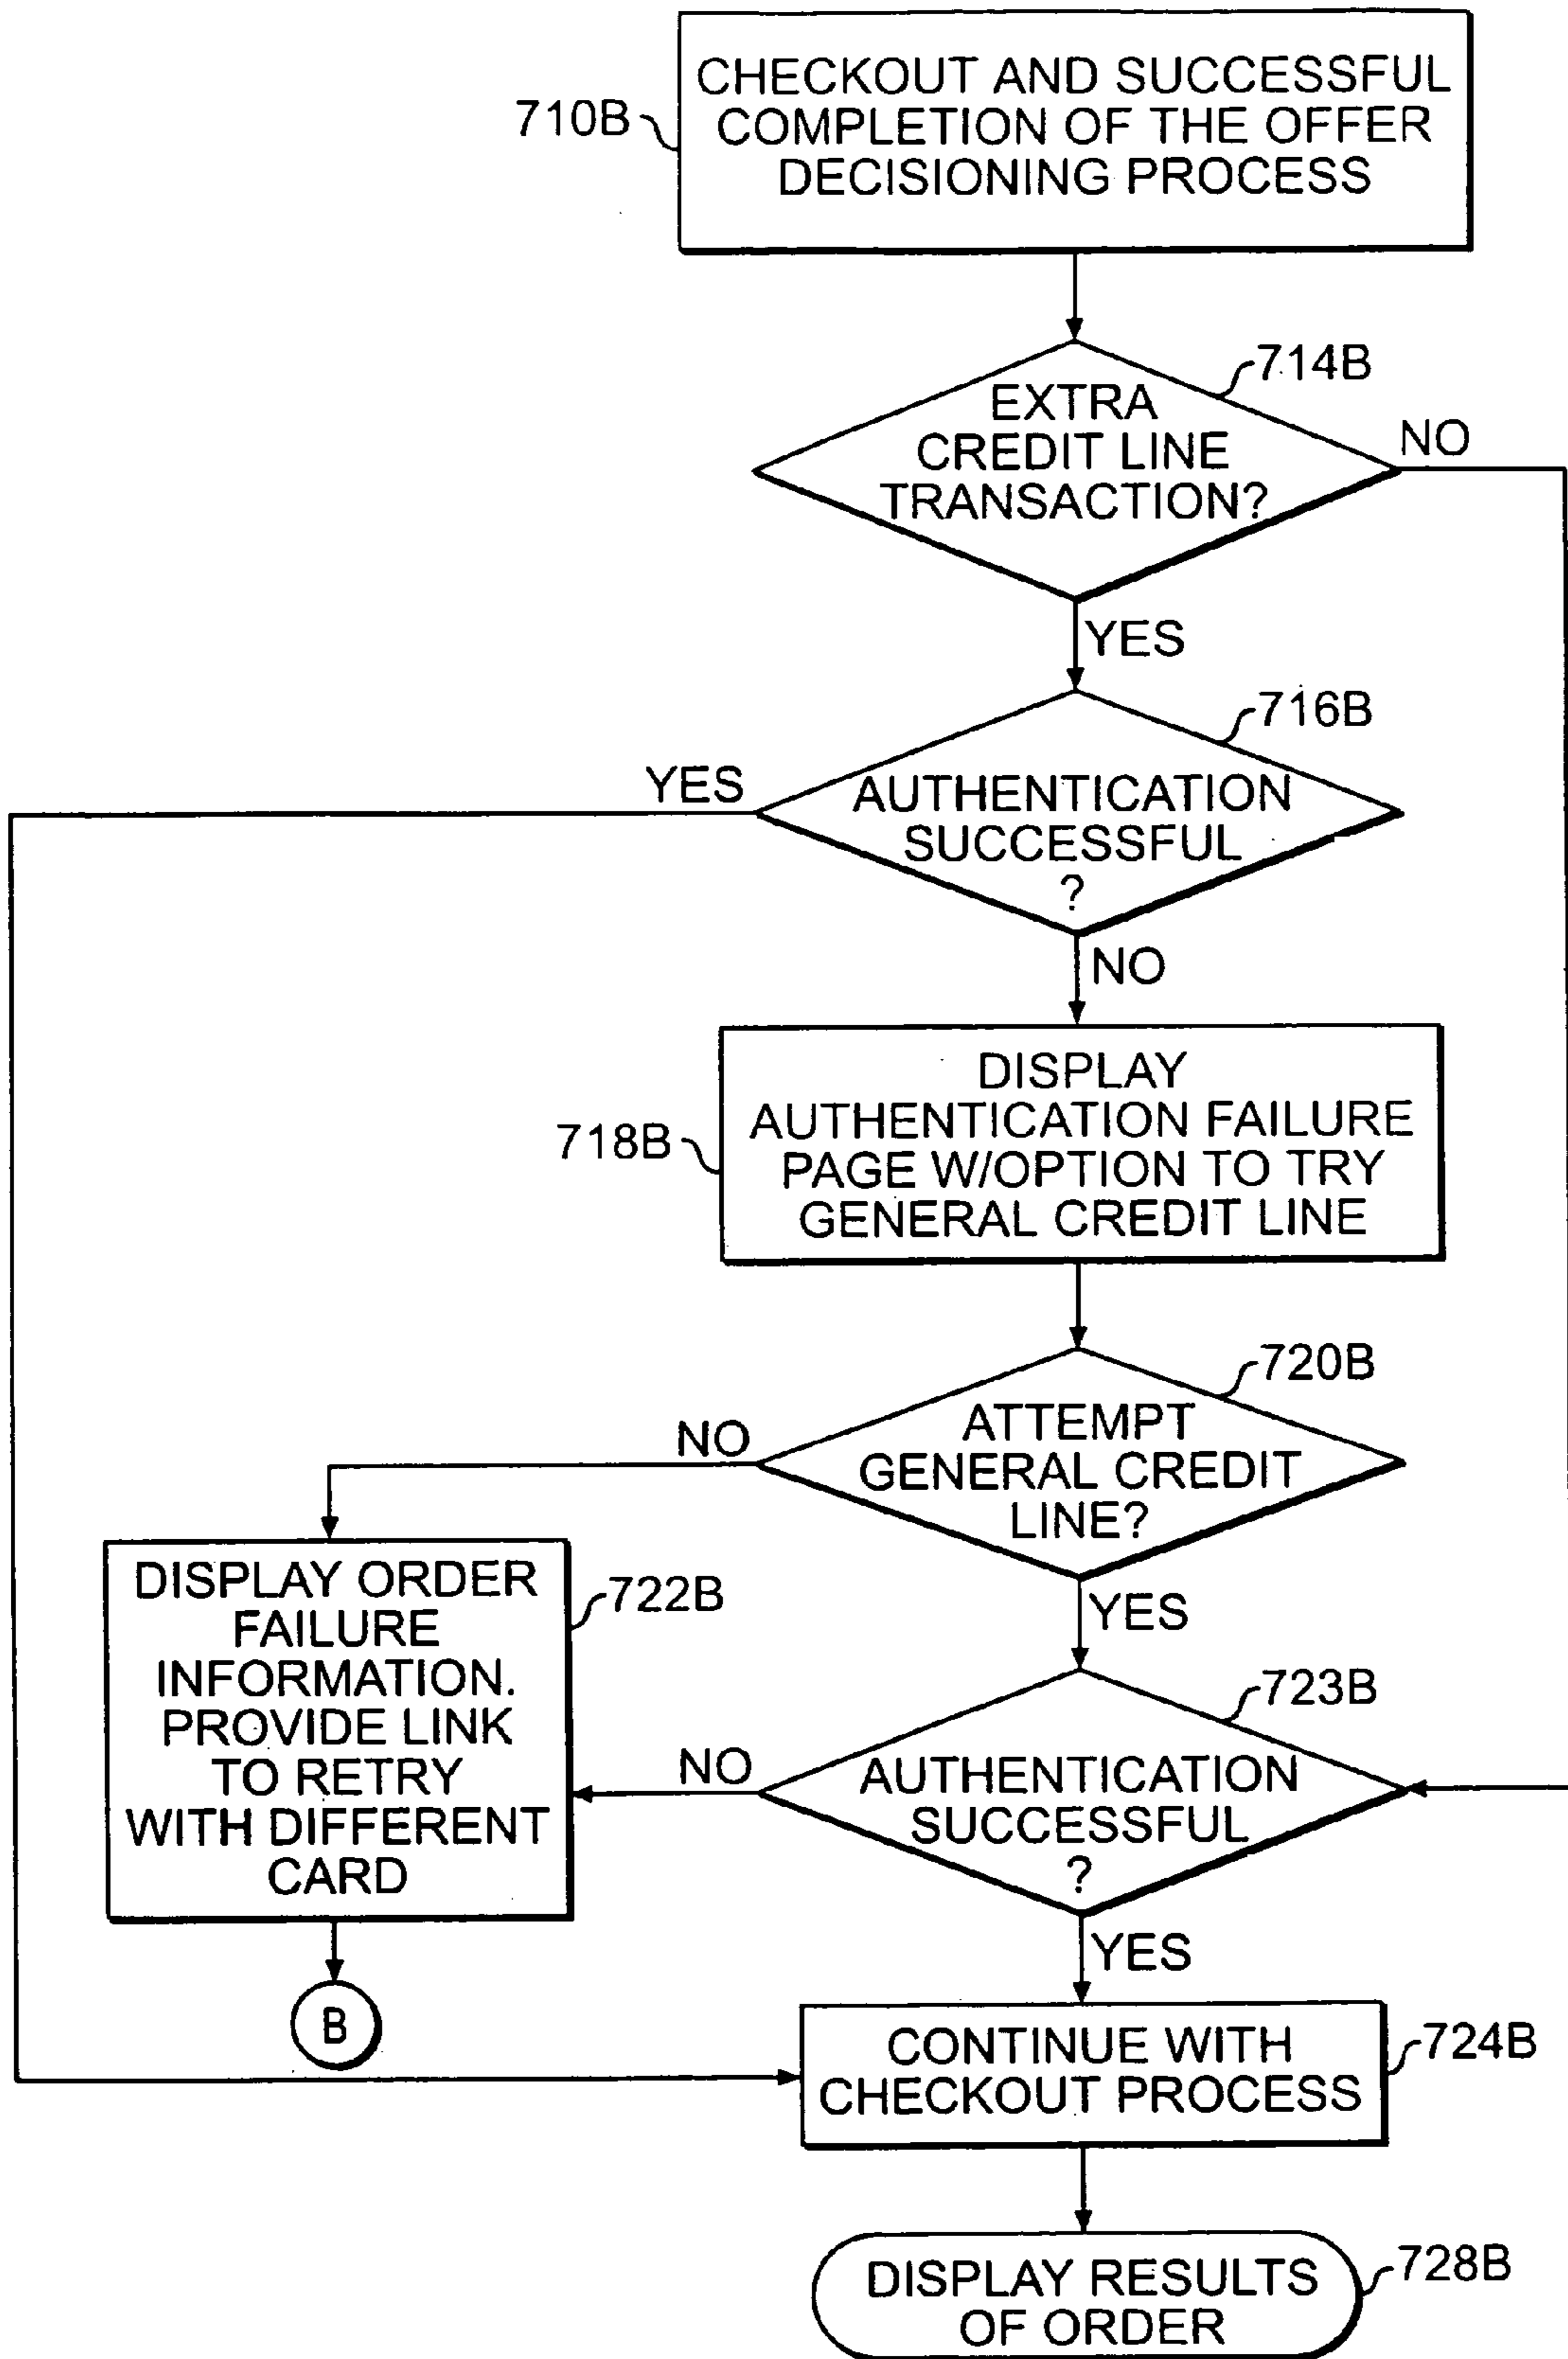 CHECKOUT AND SUCCESSFUL
COMPLETION OF THE OFFER
DECISIONING PROCESS
710B
714B
EXTRA
CREDIT LINE
TRANSACTION?
NO
YES
716B
YES
AUTHENTICATION
SUCCESSFUL
?
NO
DISPLAY
AUTHENTICATION FAILURE
PAGE W/OPTION TO TRY
GENERAL CREDIT LINE
718B
720B
ATTEMPT
GENERAL CREDIT
LINE?
NO
YES
DISPLAY ORDER
FAILURE
INFORMATION.
PROVIDE LINK
TO RETRY
WITH DIFFERENT
CARD
722B
723B
NO
AUTHENTICATION
SUCCESSFUL
?
YES
B
CONTINUE WITH
CHECKOUT PROCESS
724B
DISPLAY RESULTS
OF ORDER
728B